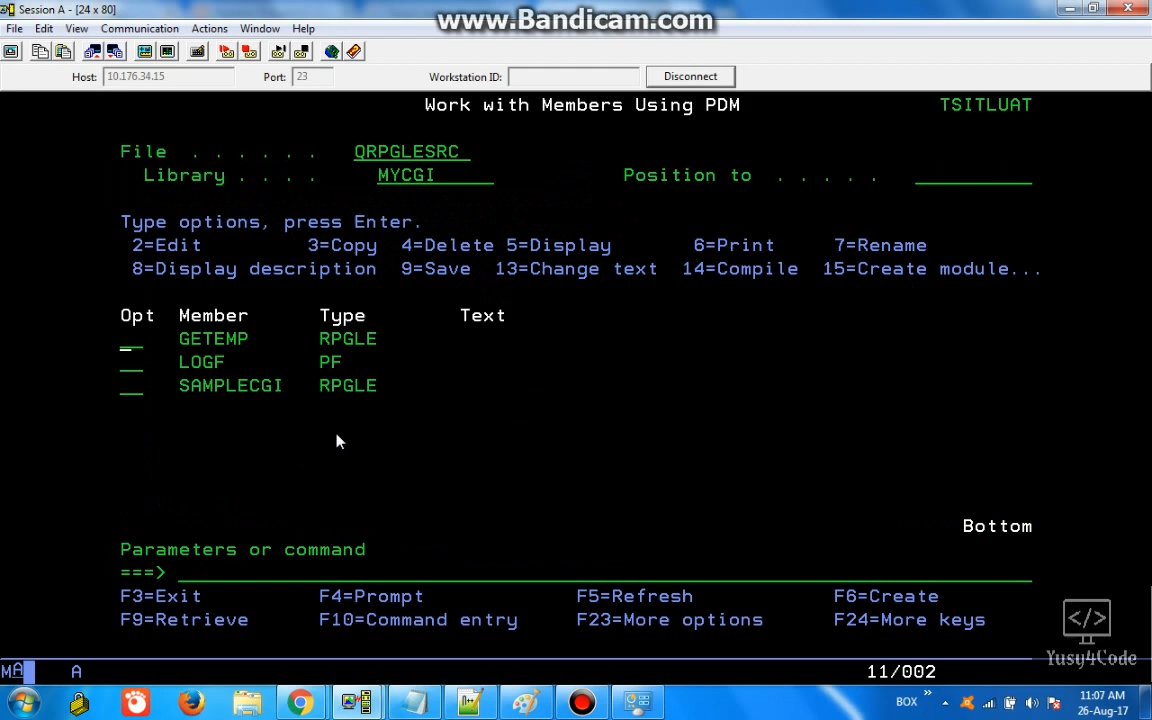 Session A - [24 x 80]
www.Bandicam.com
File Edit View Communication Actions Window Help
Host: 10.176.34.15 Port: 23 Workstation ID: Disconnect
Work with Members Using PDM TSITLUAT
File . . . . . . QRPGLESRC
Library . . . . MYCGI Position to . . . . .
Type options, press Enter.
2=Edit 3=Copy 4=Delete 5=Display 6=Print 7=Rename
8=Display description 9=Save 13=Change text 14=Compile 15=Create module...
Opt Member Type Text
GETEMP RPGLE
LOGF PF
SAMPLECGI RPGLE
Bottom
Parameters or command
===>
F3=Exit F4=Prompt F5=Refresh F6=Create
F9=Retrieve F10=Command entry F23=More options F24=More keys
</> Yusy4Code
MA A 11/002
BOX » 11:07 AM
26-Aug-17